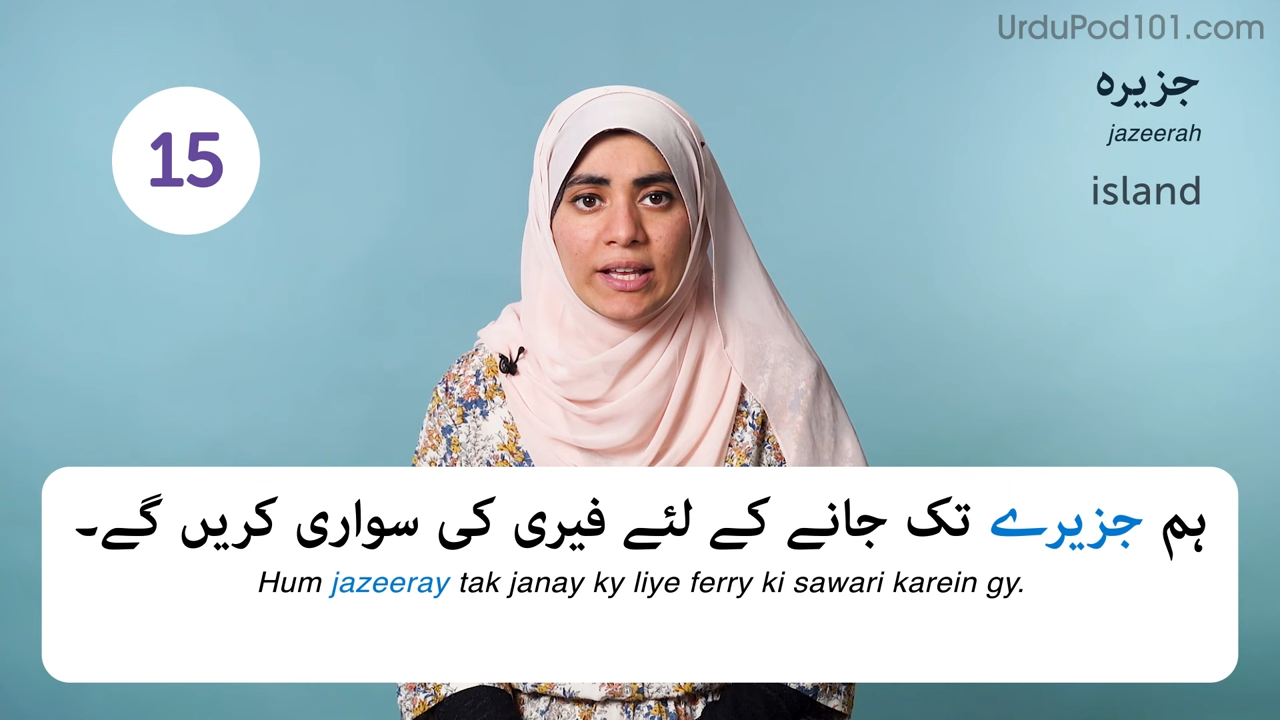 UrduPod101.com
15
جزیرہ
jazeerah
island
ہم جزیرے تک جانے کے لئے فیری کی سواری کریں گے۔
Hum jazeeray tak janay ky liye ferry ki sawari karein gy.